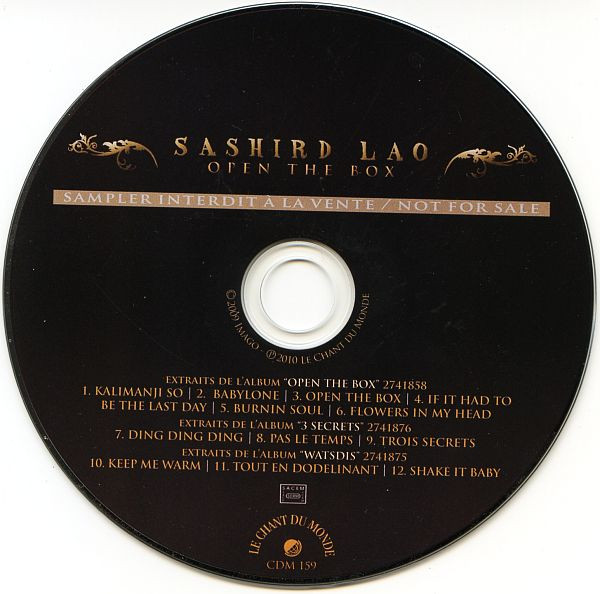 SASHIRD LAO
OPEN THE BOX
SAMPLER INTERDIT À LA VENTE / NOT FOR SALE
© 2009 IMAGO - ℗ 2010 LE CHANT DU MONDE
EXTRAITS DE L'ALBUM "OPEN THE BOX" 2741858
1. KALIMANJI SO | 2. BABYLONE | 3. OPEN THE BOX | 4. IF IT HAD TO
BE THE LAST DAY | 5. BURNIN SOUL | 6. FLOWERS IN MY HEAD
EXTRAITS DE L'ALBUM "3 SECRETS" 2741876
7. DING DING DING | 8. PAS LE TEMPS | 9. TROIS SECRETS
EXTRAITS DE L'ALBUM "WATSDIS" 2741875
10. KEEP ME WARM | 11. TOUT EN DODELINANT | 12. SHAKE IT BABY
SACEM
LE CHANT DU MONDE
CDM 159